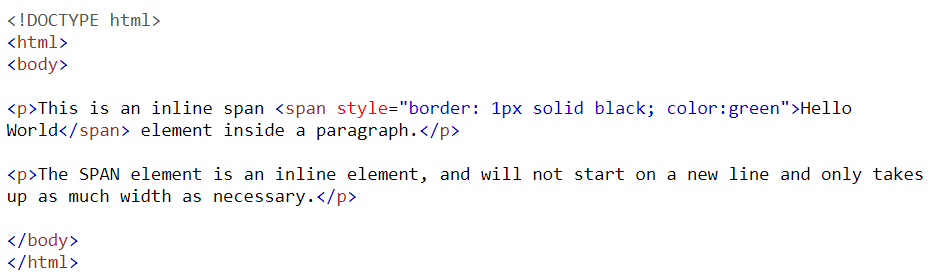 <!DOCTYPE html>
<html>
<body>
<p>This is an inline span <span style="border: 1px solid black; color:green">Hello
World</span> element inside a paragraph.</p>
<p>The SPAN element is an inline element, and will not start on a new line and only takes
up as much width as necessary.</p>
</body>
</html>